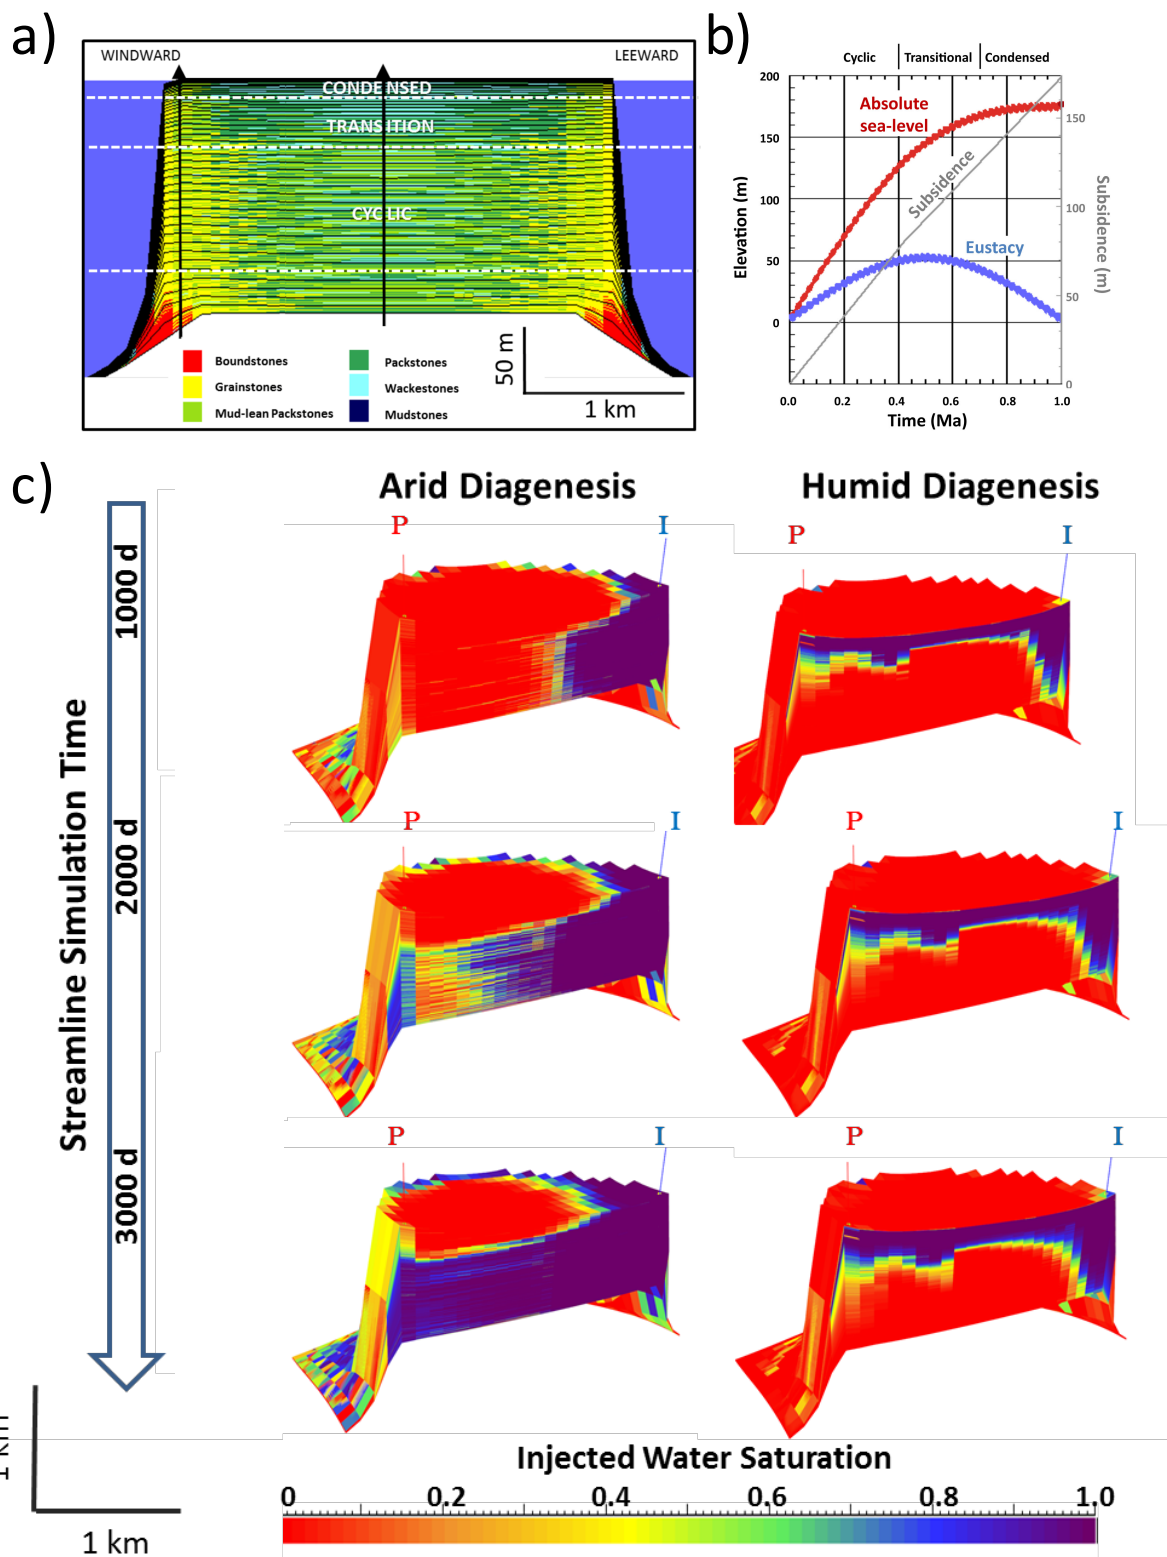 a)
WINDWARD
LEEWARD
CONDENSED
TRANSITION
CYCLIC
Boundstones
Grainstones
Mud-lean Packstones
Packstones
Wackestones
Mudstones
50 m
1 km
b)
Cyclic
Transitional
Condensed
200
150
100
50
0
Elevation (m)
Absolute
sea-level
Subsidence
Eustacy
150
100
50
0
Subsidence (m)
0.0 0.2 0.4 0.6 0.8 1.0
Time (Ma)
c)
Arid Diagenesis
Humid Diagenesis
Streamline Simulation Time
1000 d
P I
P I
2000 d
P I
P I
3000 d
P I
P I
1 km
1 km
Injected Water Saturation
0 0.2 0.4 0.6 0.8 1.0